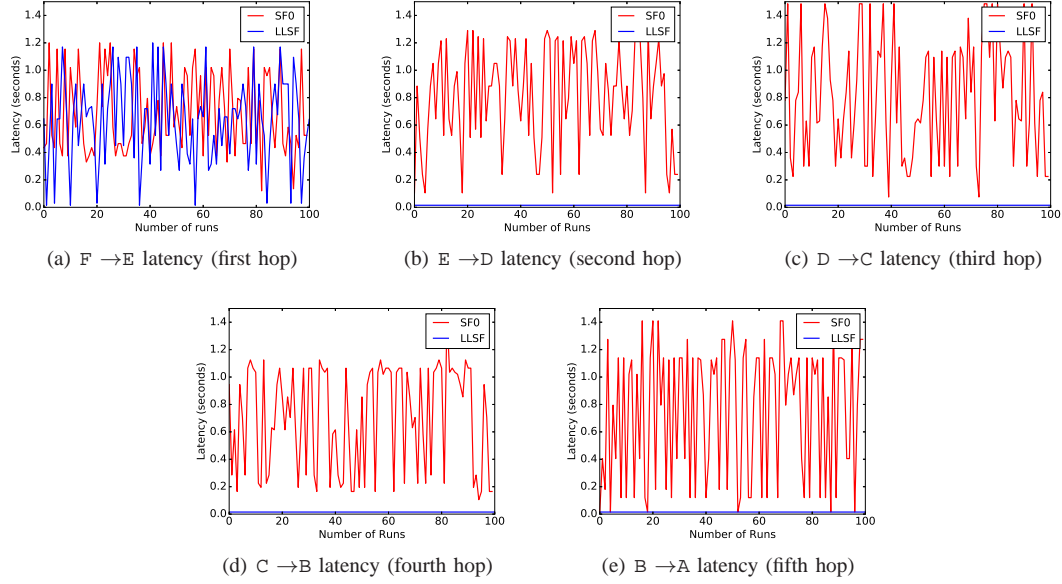 SF0
LLSF
Latency (seconds)
1.4
1.2
1.0
0.8
0.6
0.4
0.2
0.0
0 20 40 60 80 100
Number of runs
(a) F →E latency (first hop)
SF0
LLSF
Latency (seconds)
1.4
1.2
1.0
0.8
0.6
0.4
0.2
0.0
0 20 40 60 80 100
Number of Runs
(b) E →D latency (second hop)
SF0
LLSF
Latency (seconds)
1.4
1.2
1.0
0.8
0.6
0.4
0.2
0.0
0 20 40 60 80 100
Number of Runs
(c) D →C latency (third hop)
SF0
LLSF
Latency (seconds)
1.4
1.2
1.0
0.8
0.6
0.4
0.2
0.0
0 20 40 60 80 100
Number of Runs
(d) C →B latency (fourth hop)
SF0
LLSF
Latency (seconds)
1.4
1.2
1.0
0.8
0.6
0.4
0.2
0.0
0 20 40 60 80 100
Number of Runs
(e) B →A latency (fifth hop)